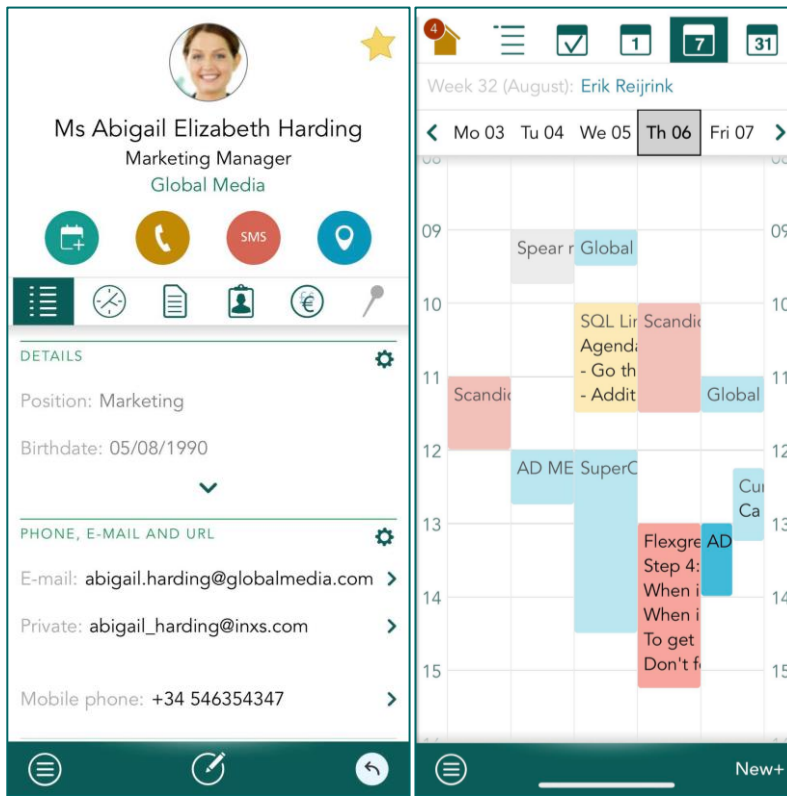 Ms Abigail Elizabeth Harding
Marketing Manager
Global Media
SMS
DETAILS
Position: Marketing
Birthdate: 05/08/1990
PHONE, E-MAIL AND URL
E-mail: abigail.harding@globalmedia.com
Private: abigail_harding@inxs.com
Mobile phone: +34 546354347
4
1
7
31
Week 32 (August): Erik Reijrink
Mo 03 Tu 04 We 05 Th 06 Fri 07
09 09
Spear r Global
10 10
SQL Lir Scandic
Agenda
- Go th
- Addit
11 11
Scandic Global
12 12
AD ME SuperC
Cur
Ca
13 13
Flexgre AD
Step 4:
When i
14 14
When i
To get
Don't f
15 15
New+